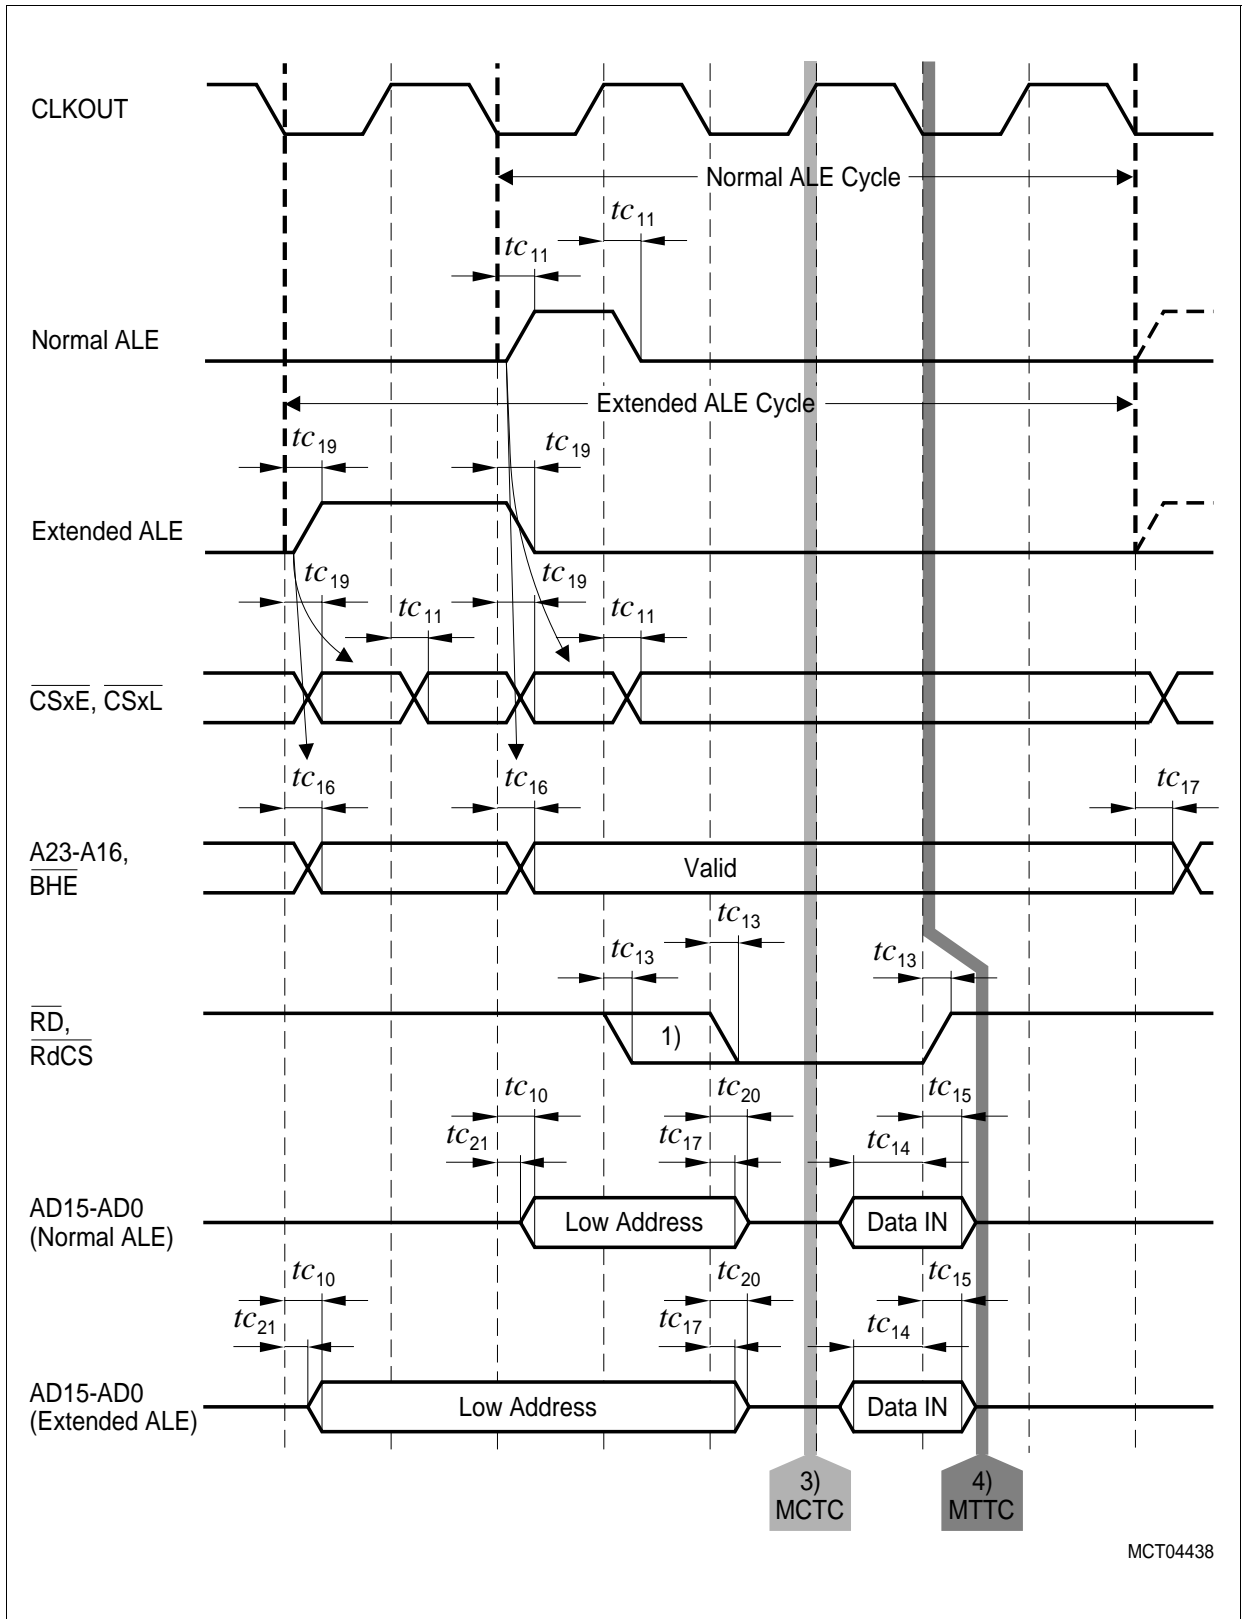 CLKOUT
Normal ALE Cycle
tc11
tc11
Normal ALE
Extended ALE Cycle
tc19
tc19
Extended ALE
tc19
tc19
tc11
tc11
CSxE, CSxL
tc16
tc16
tc17
A23-A16,
BHE
Valid
tc13
tc13
tc13
RD,
RdCS
1)
tc10
tc20
tc15
tc21
tc17
tc14
AD15-AD0
(Normal ALE)
Low Address
Data IN
tc10
tc20
tc15
tc21
tc17
tc14
AD15-AD0
(Extended ALE)
Low Address
Data IN
3)
MCTC
4)
MTTC
MCT04438